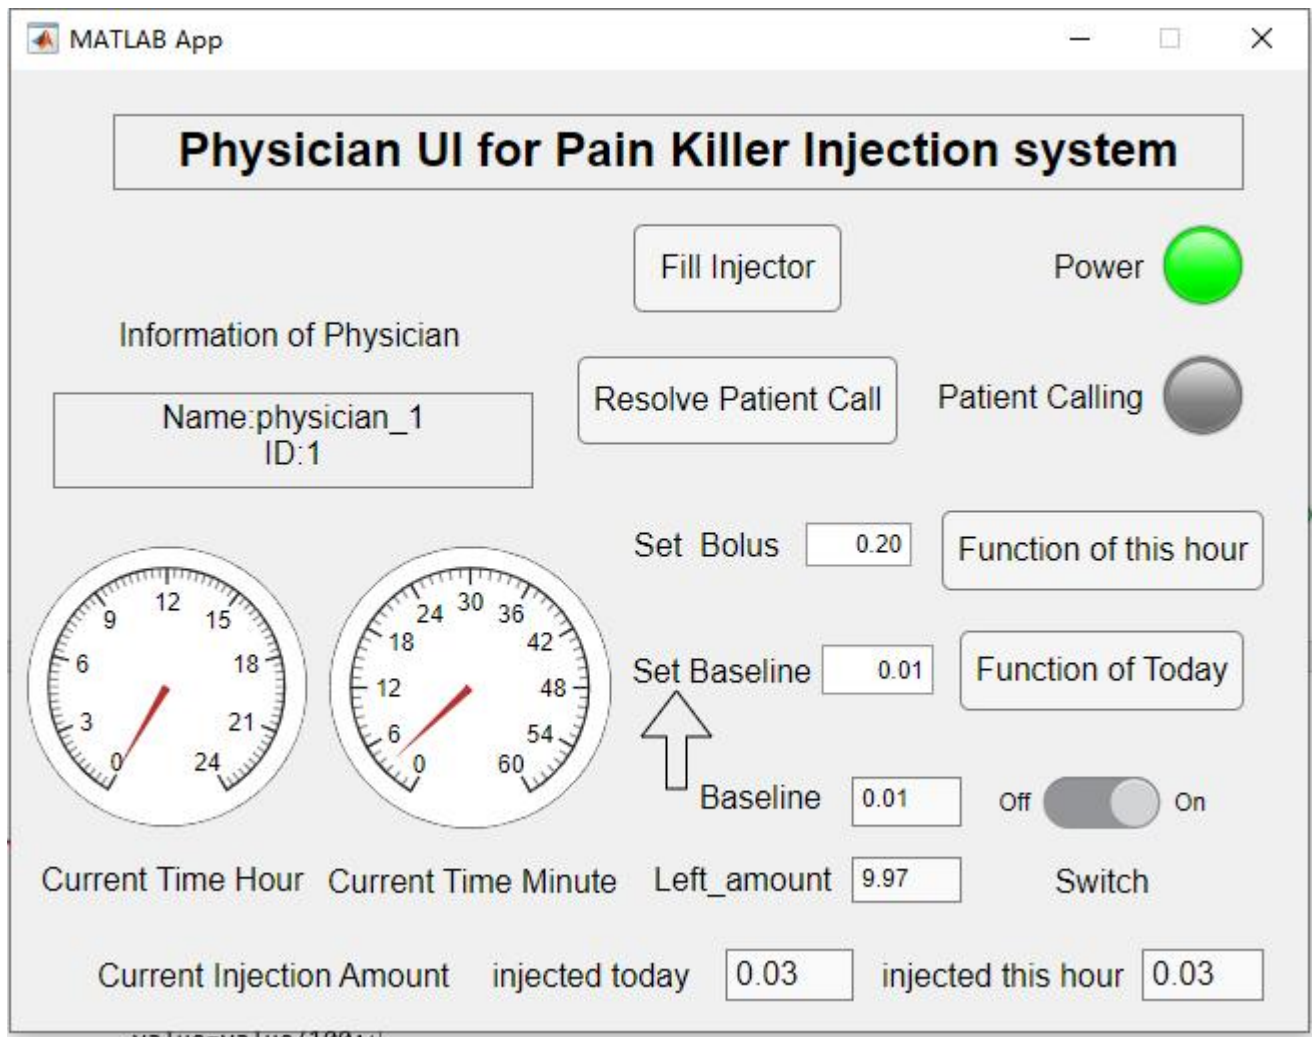 MATLAB App
Physician UI for Pain Killer Injection system
Fill Injector
Power
Information of Physician
Resolve Patient Call
Patient Calling
Name:physician_1
ID:1
Set Bolus 0.20
Function of this hour
0 3 6 9 12 15 18 21 24
0 6 12 18 24 30 36 42 48 54 60
Set Baseline 0.01
Function of Today
Baseline 0.01
Off On
Current Time Hour
Current Time Minute
Left_amount 9.97
Switch
Current Injection Amount injected today 0.03 injected this hour 0.03